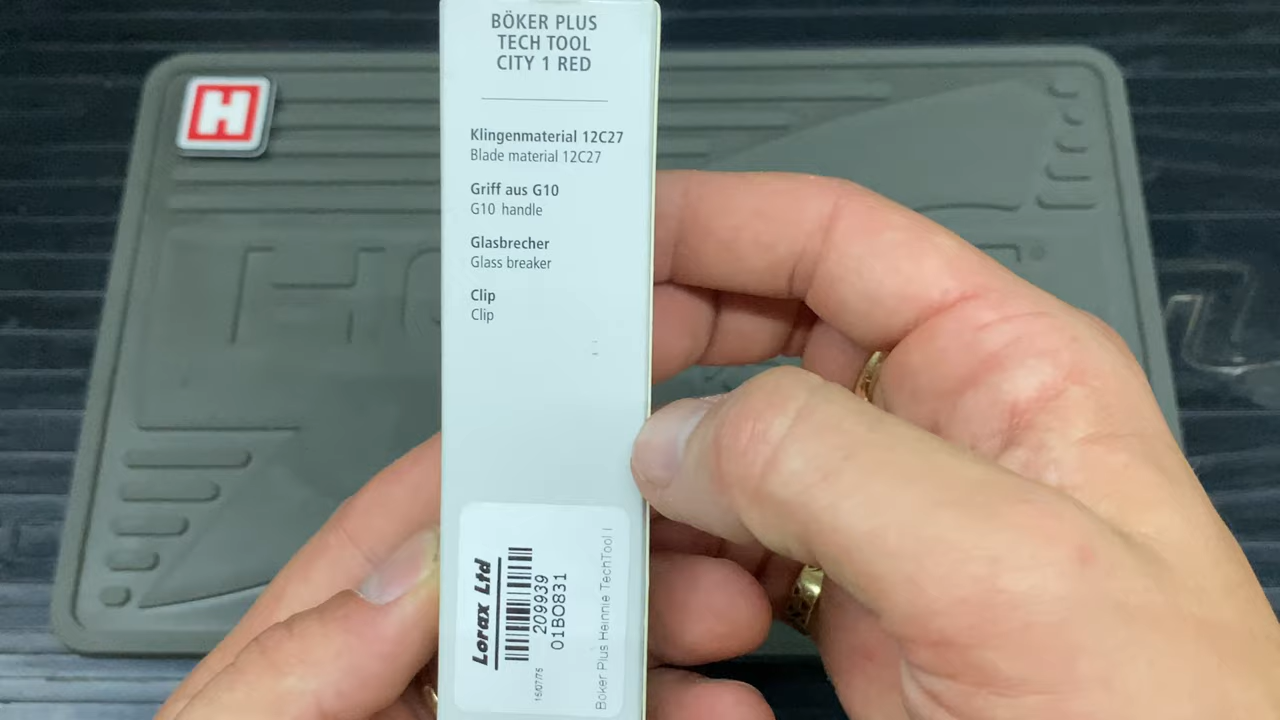 BÖKER PLUS
TECH TOOL
CITY 1 RED
Klingenmaterial 12C27
Blade material 12C27
Griff aus G10
G10 handle
Glasbrecher
Glass breaker
Clip
Clip
Lorax Ltd
209939
01BO831
Böker Plus Heinnie TechTool
H